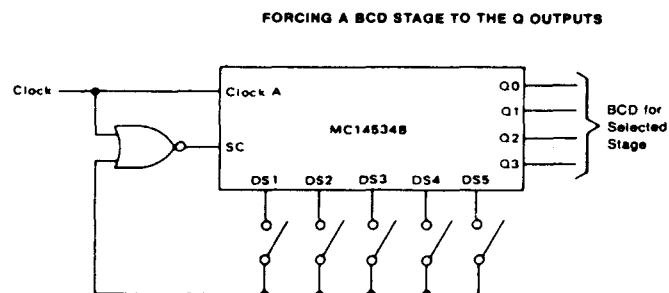 FORCING A BCD STAGE TO THE Q OUTPUTS
Clock
Clock A
Q0
Q1
MC14534B
Q2
SC
Q3
BCD for
Selected
Stage
DS1 DS2 DS3 DS4 DS5